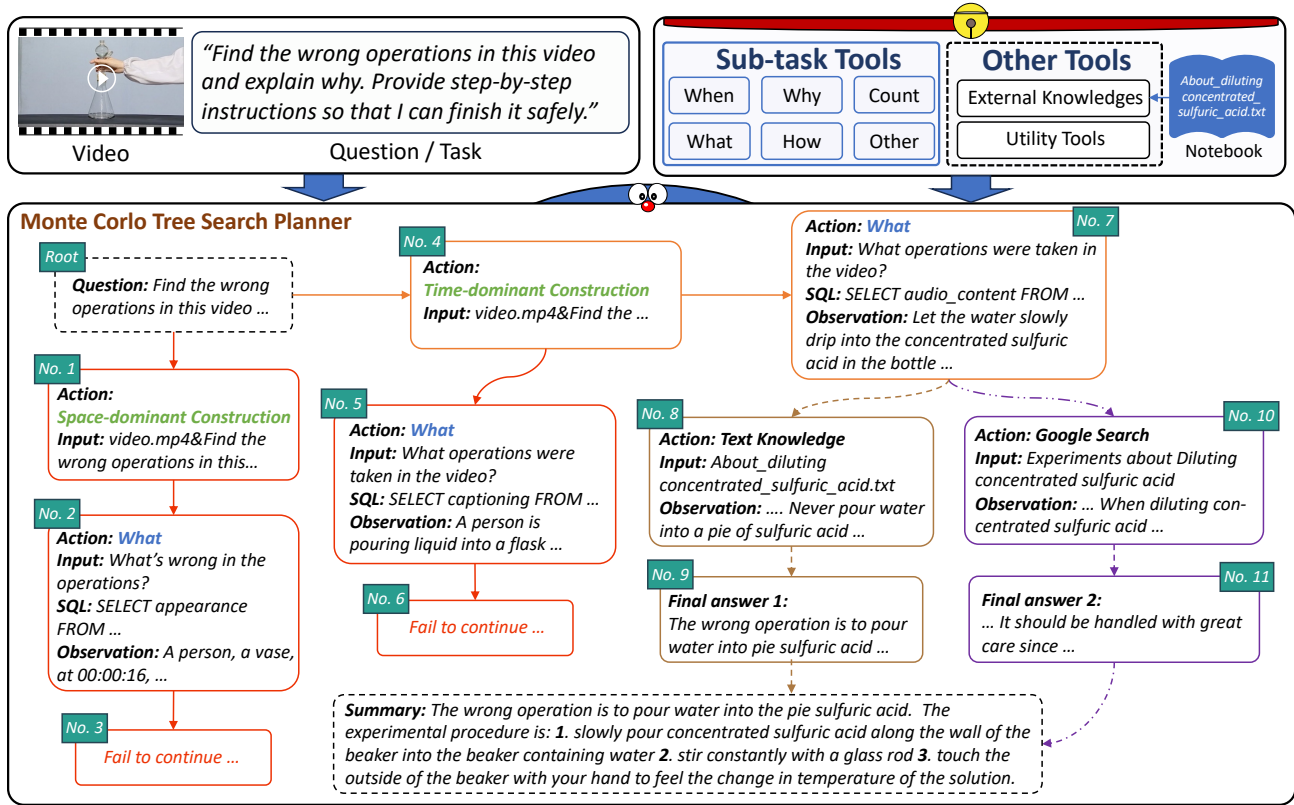 “Find the wrong operations in this video
and explain why. Provide step-by-step
instructions so that I can finish it safely.”
Video
Question / Task
Sub-task Tools
When
Why
Count
What
How
Other
Other Tools
External Knowledges
Utility Tools
About_diluting
concentrated_
sulfuric_acid.txt
Notebook
Monte Corlo Tree Search Planner
Root
Question: Find the wrong
operations in this video …
No. 1
Action:
Space-dominant Construction
Input: video.mp4&Find the
wrong operations in this…
No. 2
Action: What
Input: What’s wrong in the
operations?
SQL: SELECT appearance
FROM …
Observation: A person, a vase,
at 00:00:16, …
No. 3
Fail to continue …
No. 4
Action:
Time-dominant Construction
Input: video.mp4&Find the …
No. 5
Action: What
Input: What operations were
taken in the video?
SQL: SELECT captioning FROM …
Observation: A person is
pouring liquid into a flask …
No. 6
Fail to continue …
No. 7
Action: What
Input: What operations were taken in
the video?
SQL: SELECT audio_content FROM …
Observation: Let the water slowly
drip into the concentrated sulfuric
acid in the bottle …
No. 8
Action: Text Knowledge
Input: About_diluting
concentrated_sulfuric_acid.txt
Observation: …. Never pour water
into a pie of sulfuric acid …
No. 9
Final answer 1:
The wrong operation is to pour
water into pie sulfuric acid …
No. 10
Action: Google Search
Input: Experiments about Diluting
concentrated sulfuric acid
Observation: … When diluting con-
centrated sulfuric acid …
No. 11
Final answer 2:
… It should be handled with great
care since …
Summary: The wrong operation is to pour water into the pie sulfuric acid. The
experimental procedure is: 1. slowly pour concentrated sulfuric acid along the wall of the
beaker into the beaker containing water 2. stir constantly with a glass rod 3. touch the
outside of the beaker with your hand to feel the change in temperature of the solution.